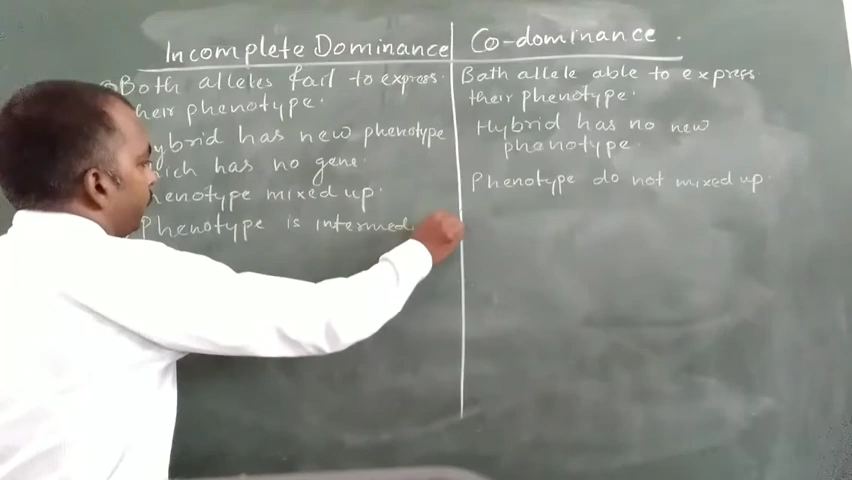 Incomplete Dominance
Both alleles fail to express.
their phenotype.
Hybrid has new phenotype
which has no gene.
Phenotype mixed up.
Phenotype is intermed
Co-dominance.
Bath allele able to express.
their phenotype.
Hybrid has no new
phenotype.
Phenotype do not mixed up.